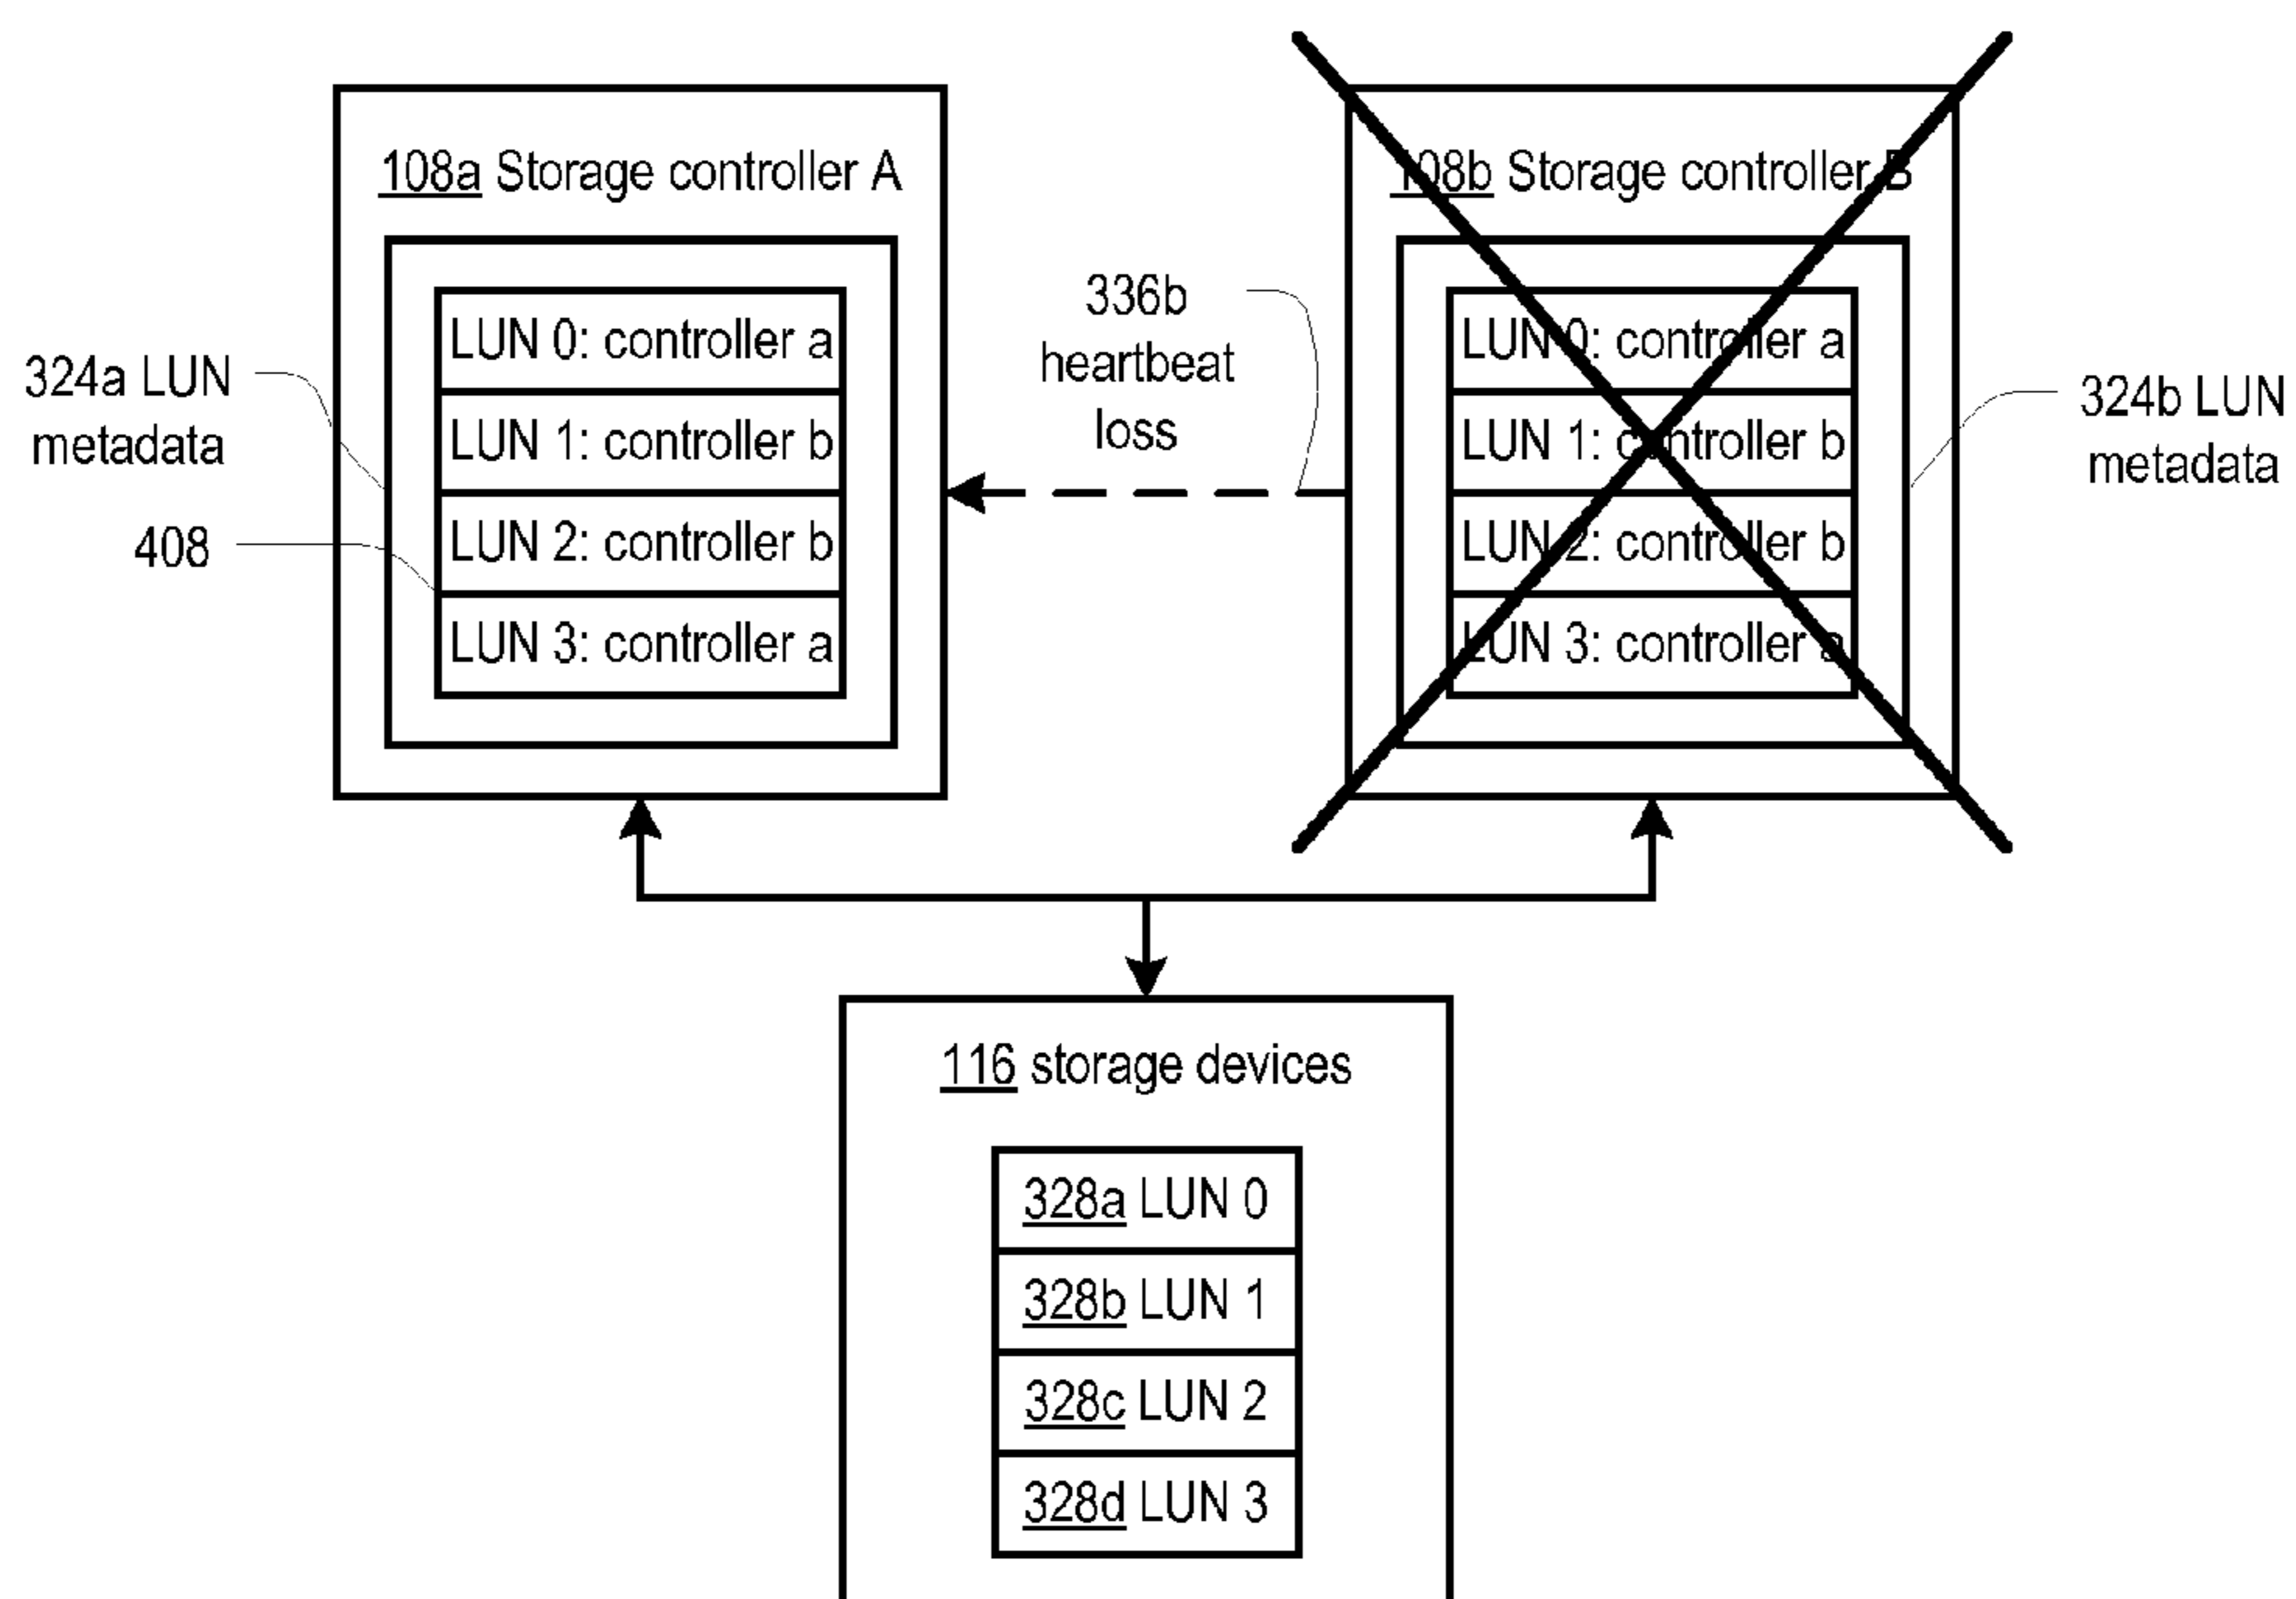 108a Storage controller A
LUN 0: controller a
LUN 1: controller b
LUN 2: controller b
LUN 3: controller a
324a LUN
metadata
408
336b
heartbeat
loss
108b Storage controller B
LUN 0: controller a
LUN 1: controller b
LUN 2: controller b
LUN 3: controller a
324b LUN
metadata
116 storage devices
328a LUN 0
328b LUN 1
328c LUN 2
328d LUN 3